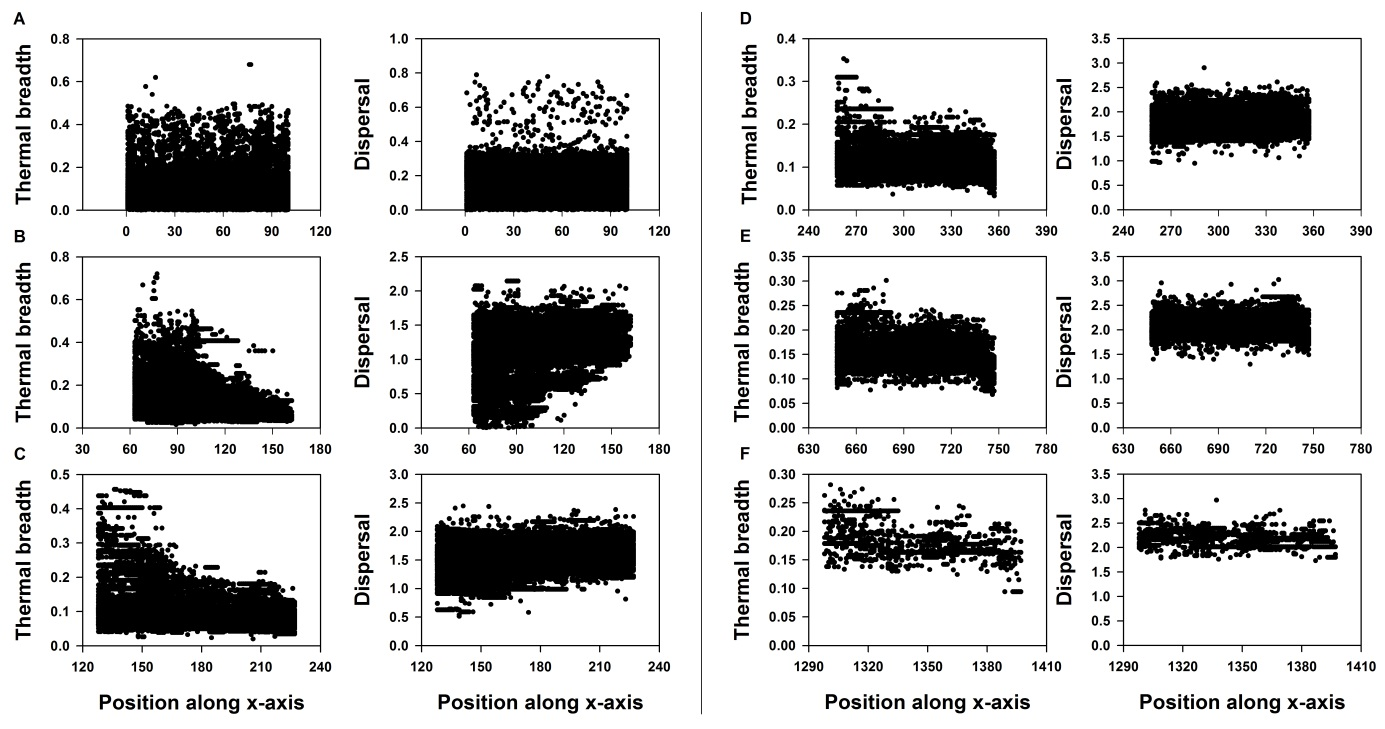 A
Thermal breadth
0.8
0.6
0.4
0.2
0.0
0 30 60 90 120
Dispersal
1.0
0.8
0.6
0.4
0.2
0.0
0 30 60 90 120
B
Thermal breadth
0.8
0.6
0.4
0.2
0.0
30 60 90 120 150 180
Dispersal
2.5
2.0
1.5
1.0
0.5
0.0
30 60 90 120 150 180
C
Thermal breadth
0.5
0.4
0.3
0.2
0.1
0.0
120 150 180 210 240
Position along x-axis
Dispersal
3.0
2.5
2.0
1.5
1.0
0.5
0.0
120 150 180 210 240
Position along x-axis
D
Thermal breadth
0.4
0.3
0.2
0.1
0.0
240 270 300 330 360 390
Dispersal
3.5
3.0
2.5
2.0
1.5
1.0
0.5
0.0
240 270 300 330 360 390
E
Thermal breadth
0.35
0.30
0.25
0.20
0.15
0.10
0.05
0.00
630 660 690 720 750 780
Dispersal
3.5
3.0
2.5
2.0
1.5
1.0
0.5
0.0
630 660 690 720 750 780
F
Thermal breadth
0.30
0.25
0.20
0.15
0.10
0.05
0.00
1290 1320 1350 1380 1410
Position along x-axis
Dispersal
3.5
3.0
2.5
2.0
1.5
1.0
0.5
0.0
1290 1320 1350 1380 1410
Position along x-axis